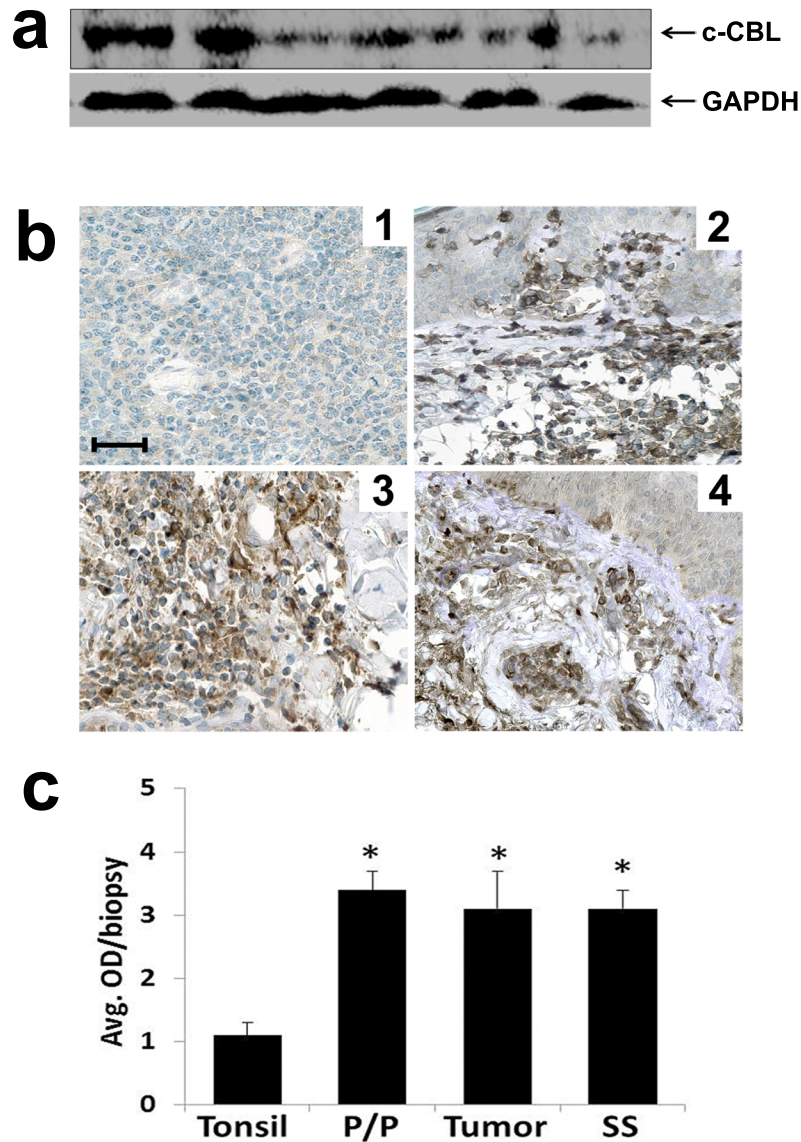 a
c-CBL
GAPDH
b
1
2
3
4
c
Avg. OD/biopsy
5
4
3
2
1
0
*
*
*
Tonsil P/P Tumor SS